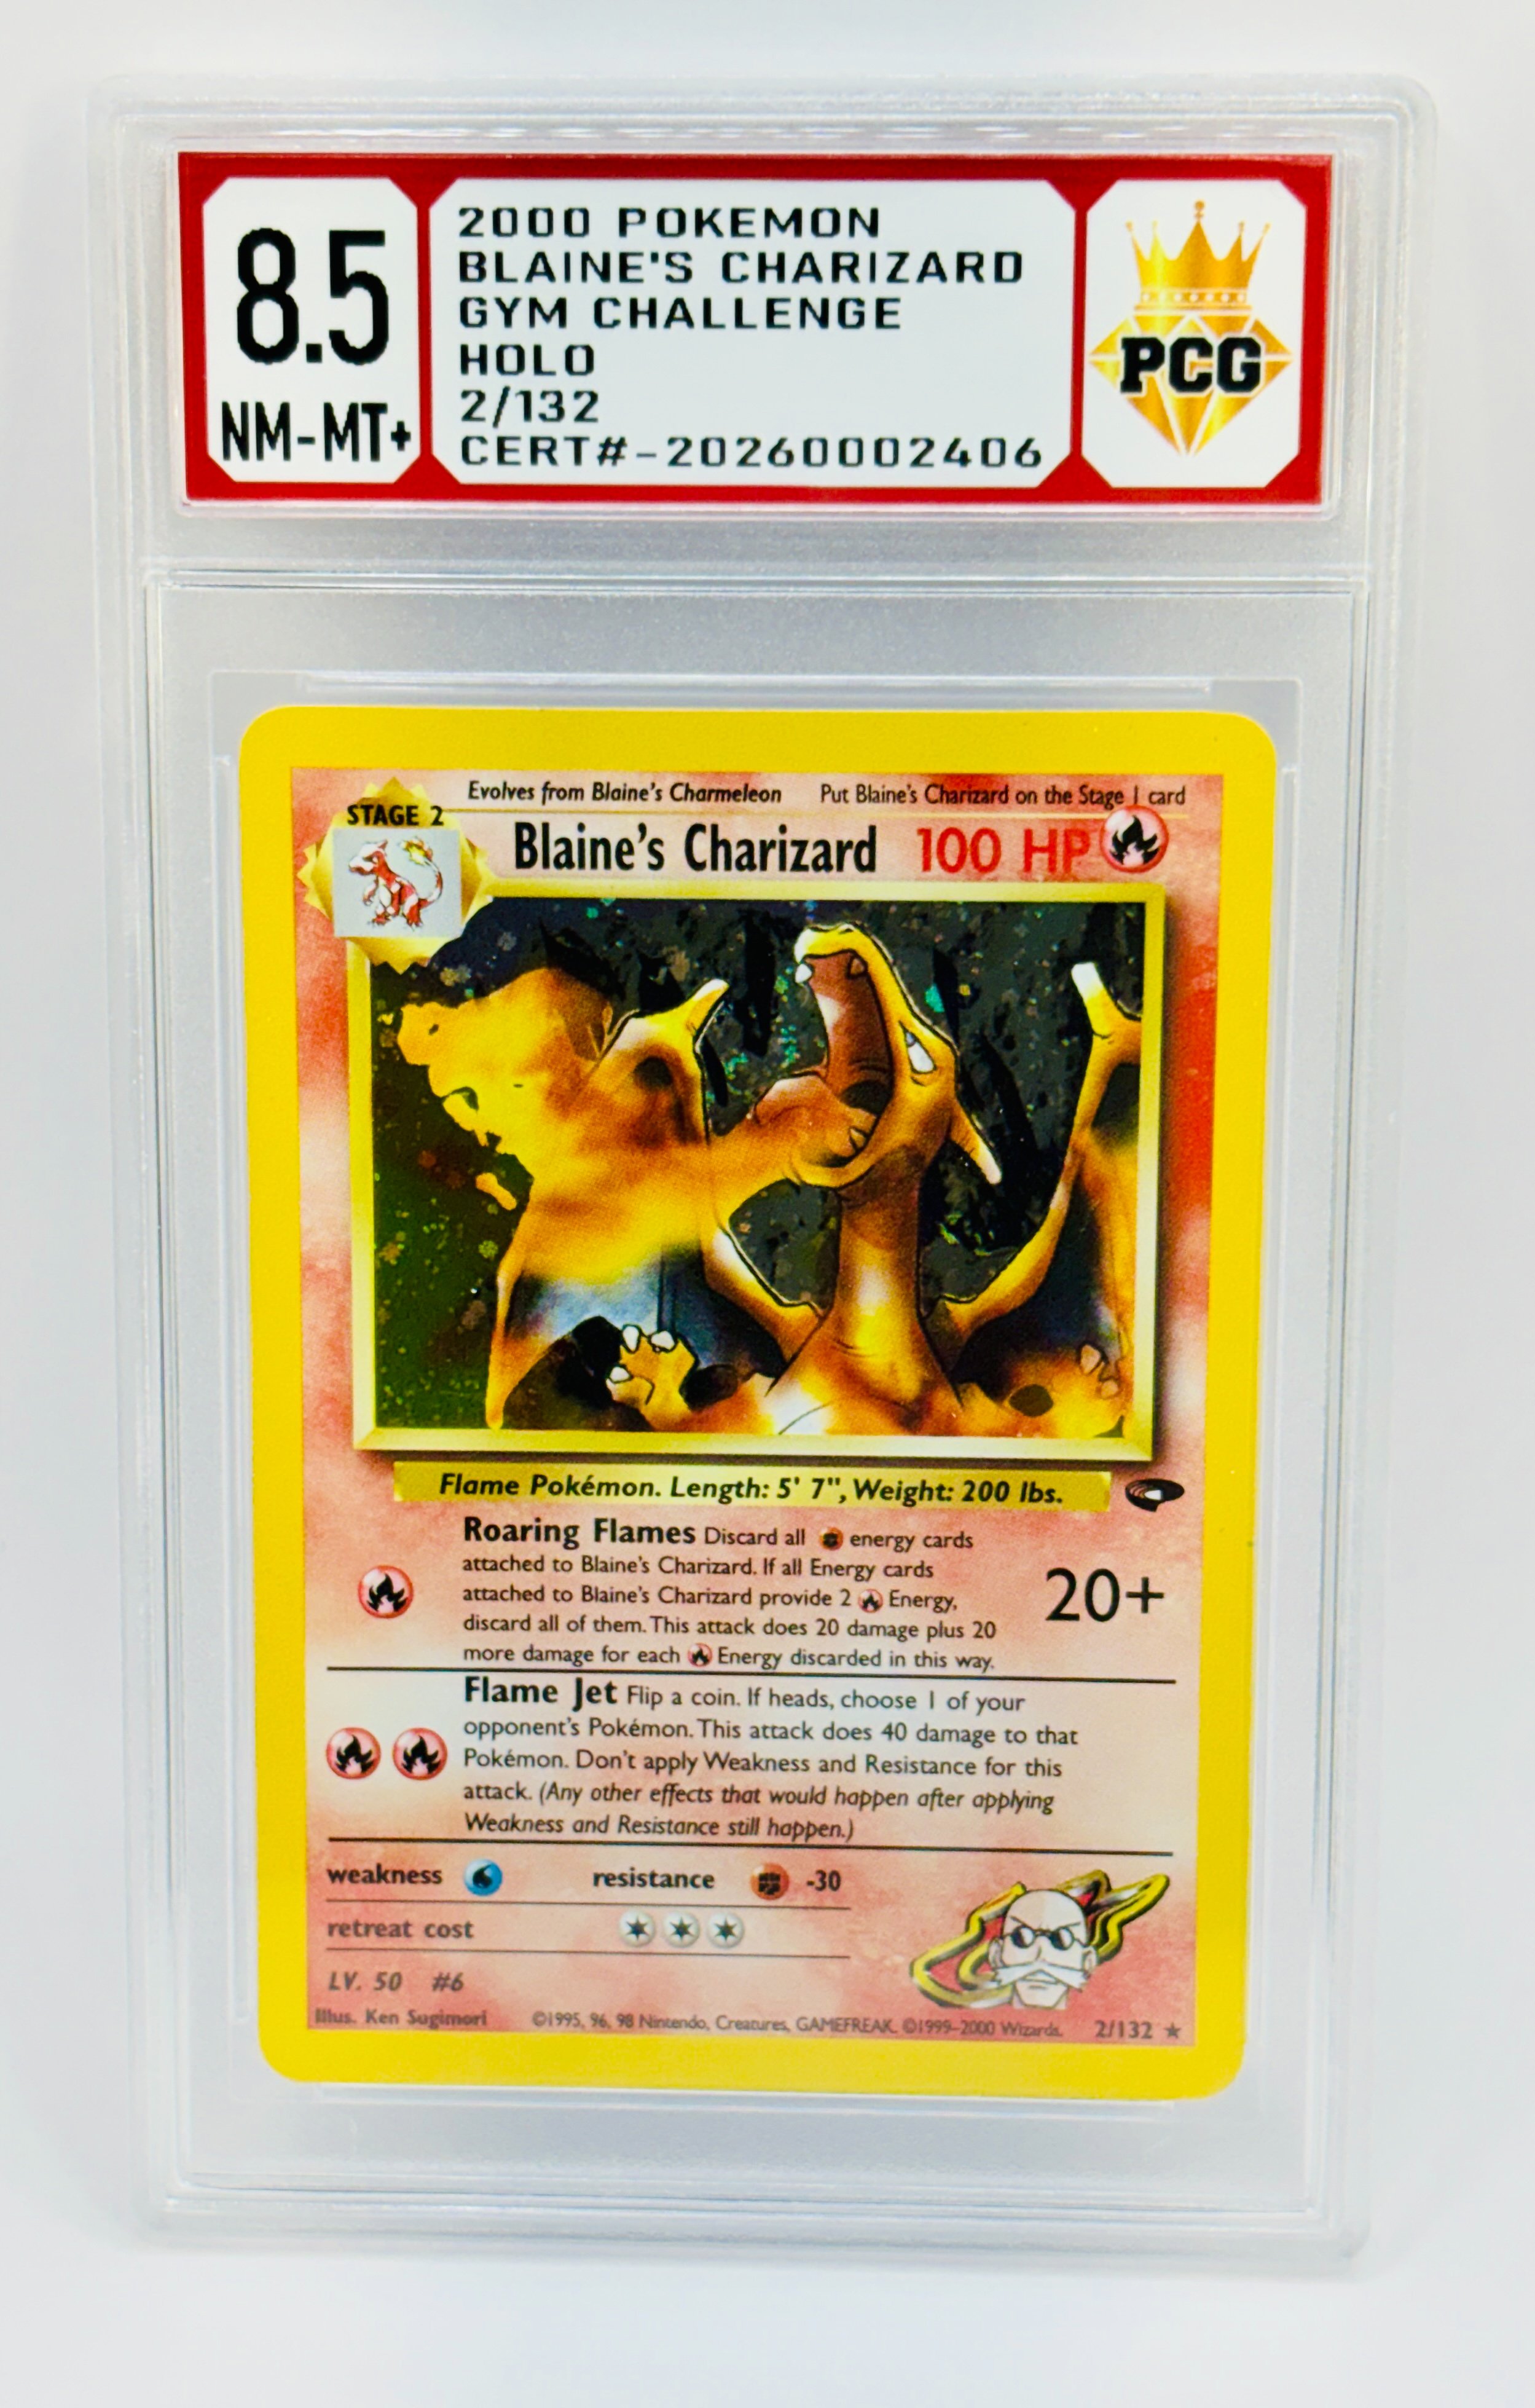 8.5
NM-MT+
2000 POKEMON
BLAINE'S CHARIZARD
GYM CHALLENGE
HOLO
2/132
CERT#-20260002406
PCG
Evolves from Blaine's Charmeleon Put Blaine's Charizard on the Stage 1 card
STAGE 2
Blaine's Charizard 100 HP
Flame Pokémon. Length: 5' 7", Weight: 200 lbs.
Roaring Flames Discard all energy cards
attached to Blaine's Charizard. If all Energy cards
attached to Blaine's Charizard provide 2 Energy,
discard all of them. This attack does 20 damage plus 20
more damage for each Energy discarded in this way.
20+
Flame Jet Flip a coin. If heads, choose 1 of your
opponent's Pokémon. This attack does 40 damage to that
Pokémon. Don't apply Weakness and Resistance for this
attack. (Any other effects that would happen after applying
Weakness and Resistance still happen.)
weakness resistance -30
retreat cost
LV. 50 #6
Illus. Ken Sugimori ©1995, 96, 98 Nintendo, Creatures, GAMEFREAK. ©1999-2000 Wizards. 2/132 ★